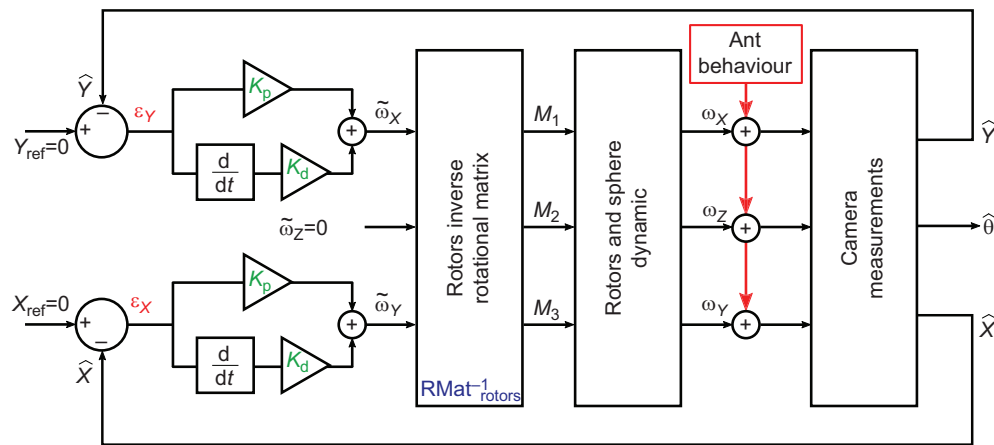 Ant
behaviour
Ŷ
ε_Y
K_p
ω̃_X
M_1
ω_X
Ŷ
−
+
+
+
Y_ref=0
d
dt
K_d
ω̃_Z=0
Rotors inverse
rotational matrix
M_2
Rotors and sphere
dynamic
ω_Z
+
Camera
measurements
θ̂
X_ref=0
ε_X
K_p
ω̃_Y
M_3
ω_Y
X̂
+
−
+
+
X̂
d
dt
K_d
RMat⁻¹_rotors